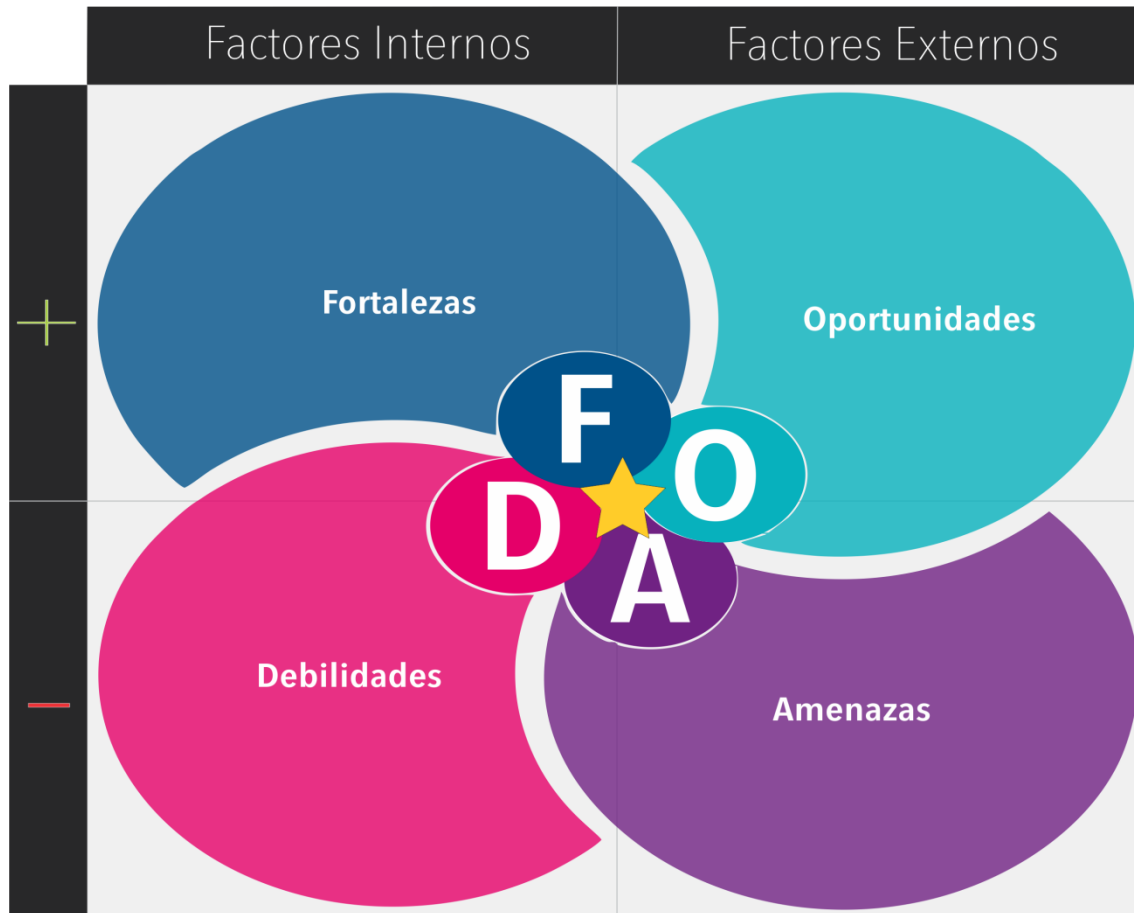 Factores Internos
Factores Externos
+
Fortalezas
Oportunidades
F
O
D
A
Debilidades
Amenazas
−